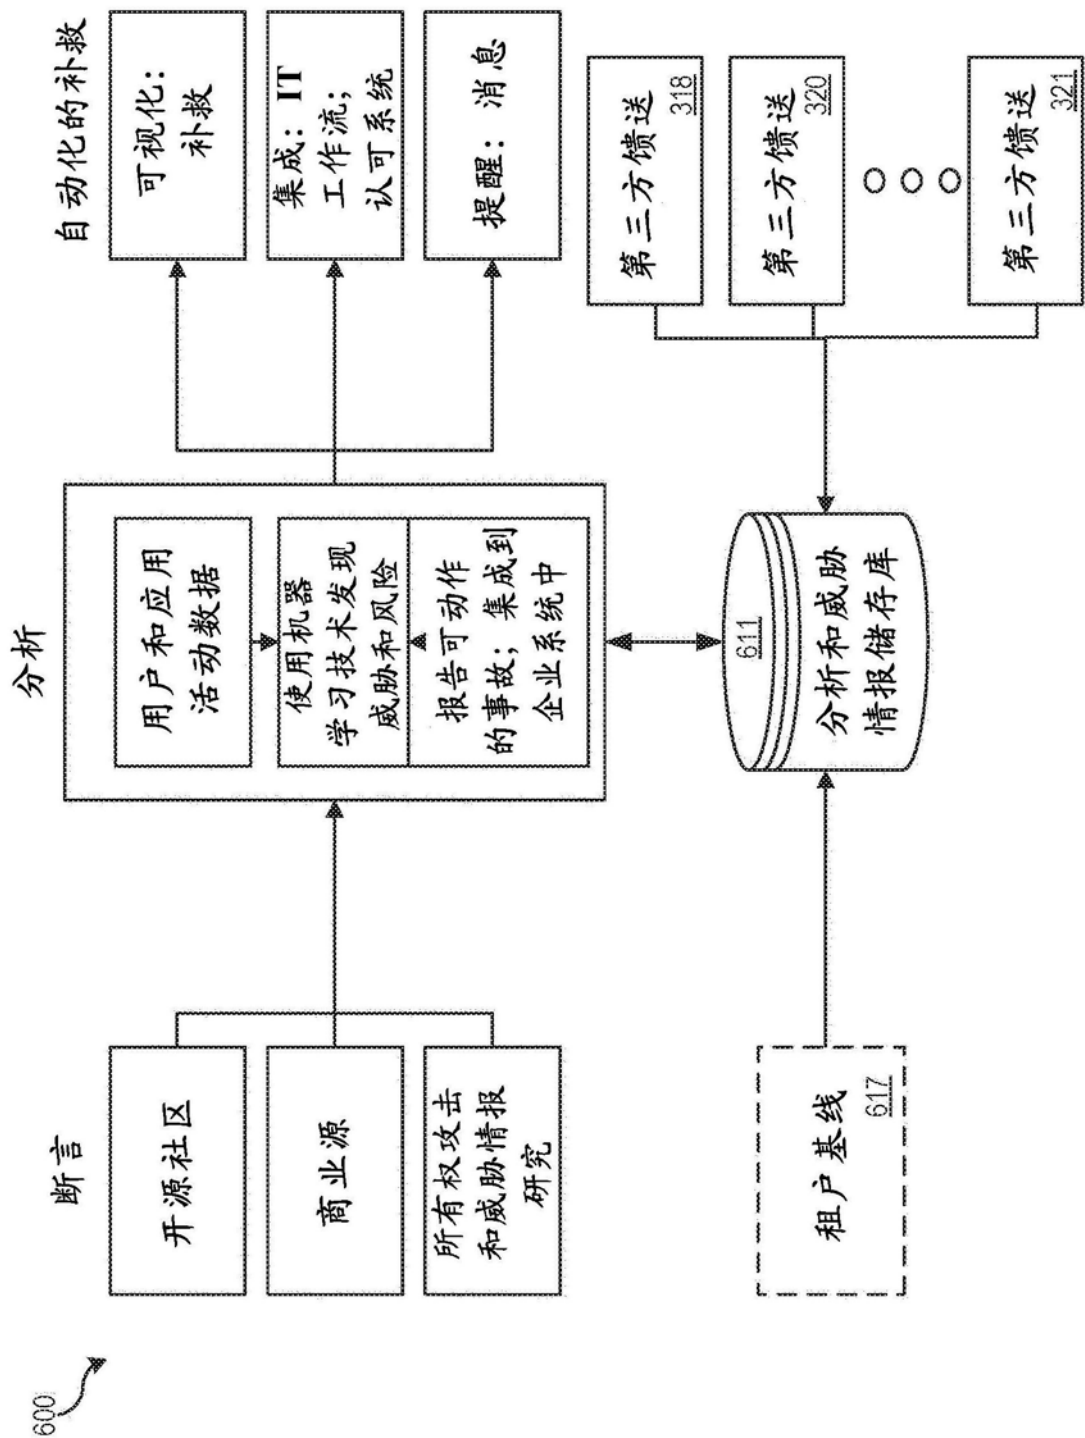 600
断言
开源社区
商业源
所有权攻击
和威胁情报
研究
分析
用户和应用
活动数据
使用机器
学习技术发现
威胁和风险
报告可动作
的事故；集成到
企业系统中
自动化的补救
可视化：
补救
集成：IT
工作流；
认可系统
提醒：消息
租户基线
617
611
分析和威胁
情报储存库
第三方馈送
318
第三方馈送
320
第三方馈送
321